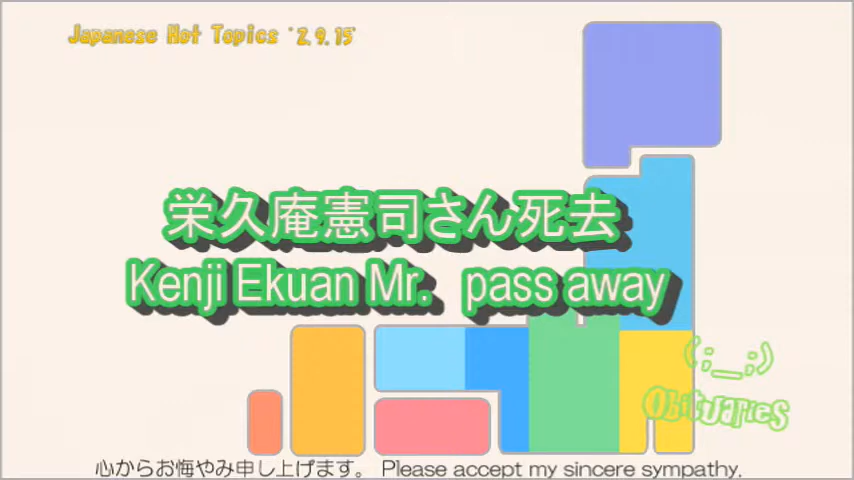 Japanese Hot Topics '2.9.15'
栄久庵憲司さん死去
Kenji Ekuan Mr. pass away
(;_;)
Obituaries
心からお悔やみ申し上げます。 Please accept my sincere sympathy.